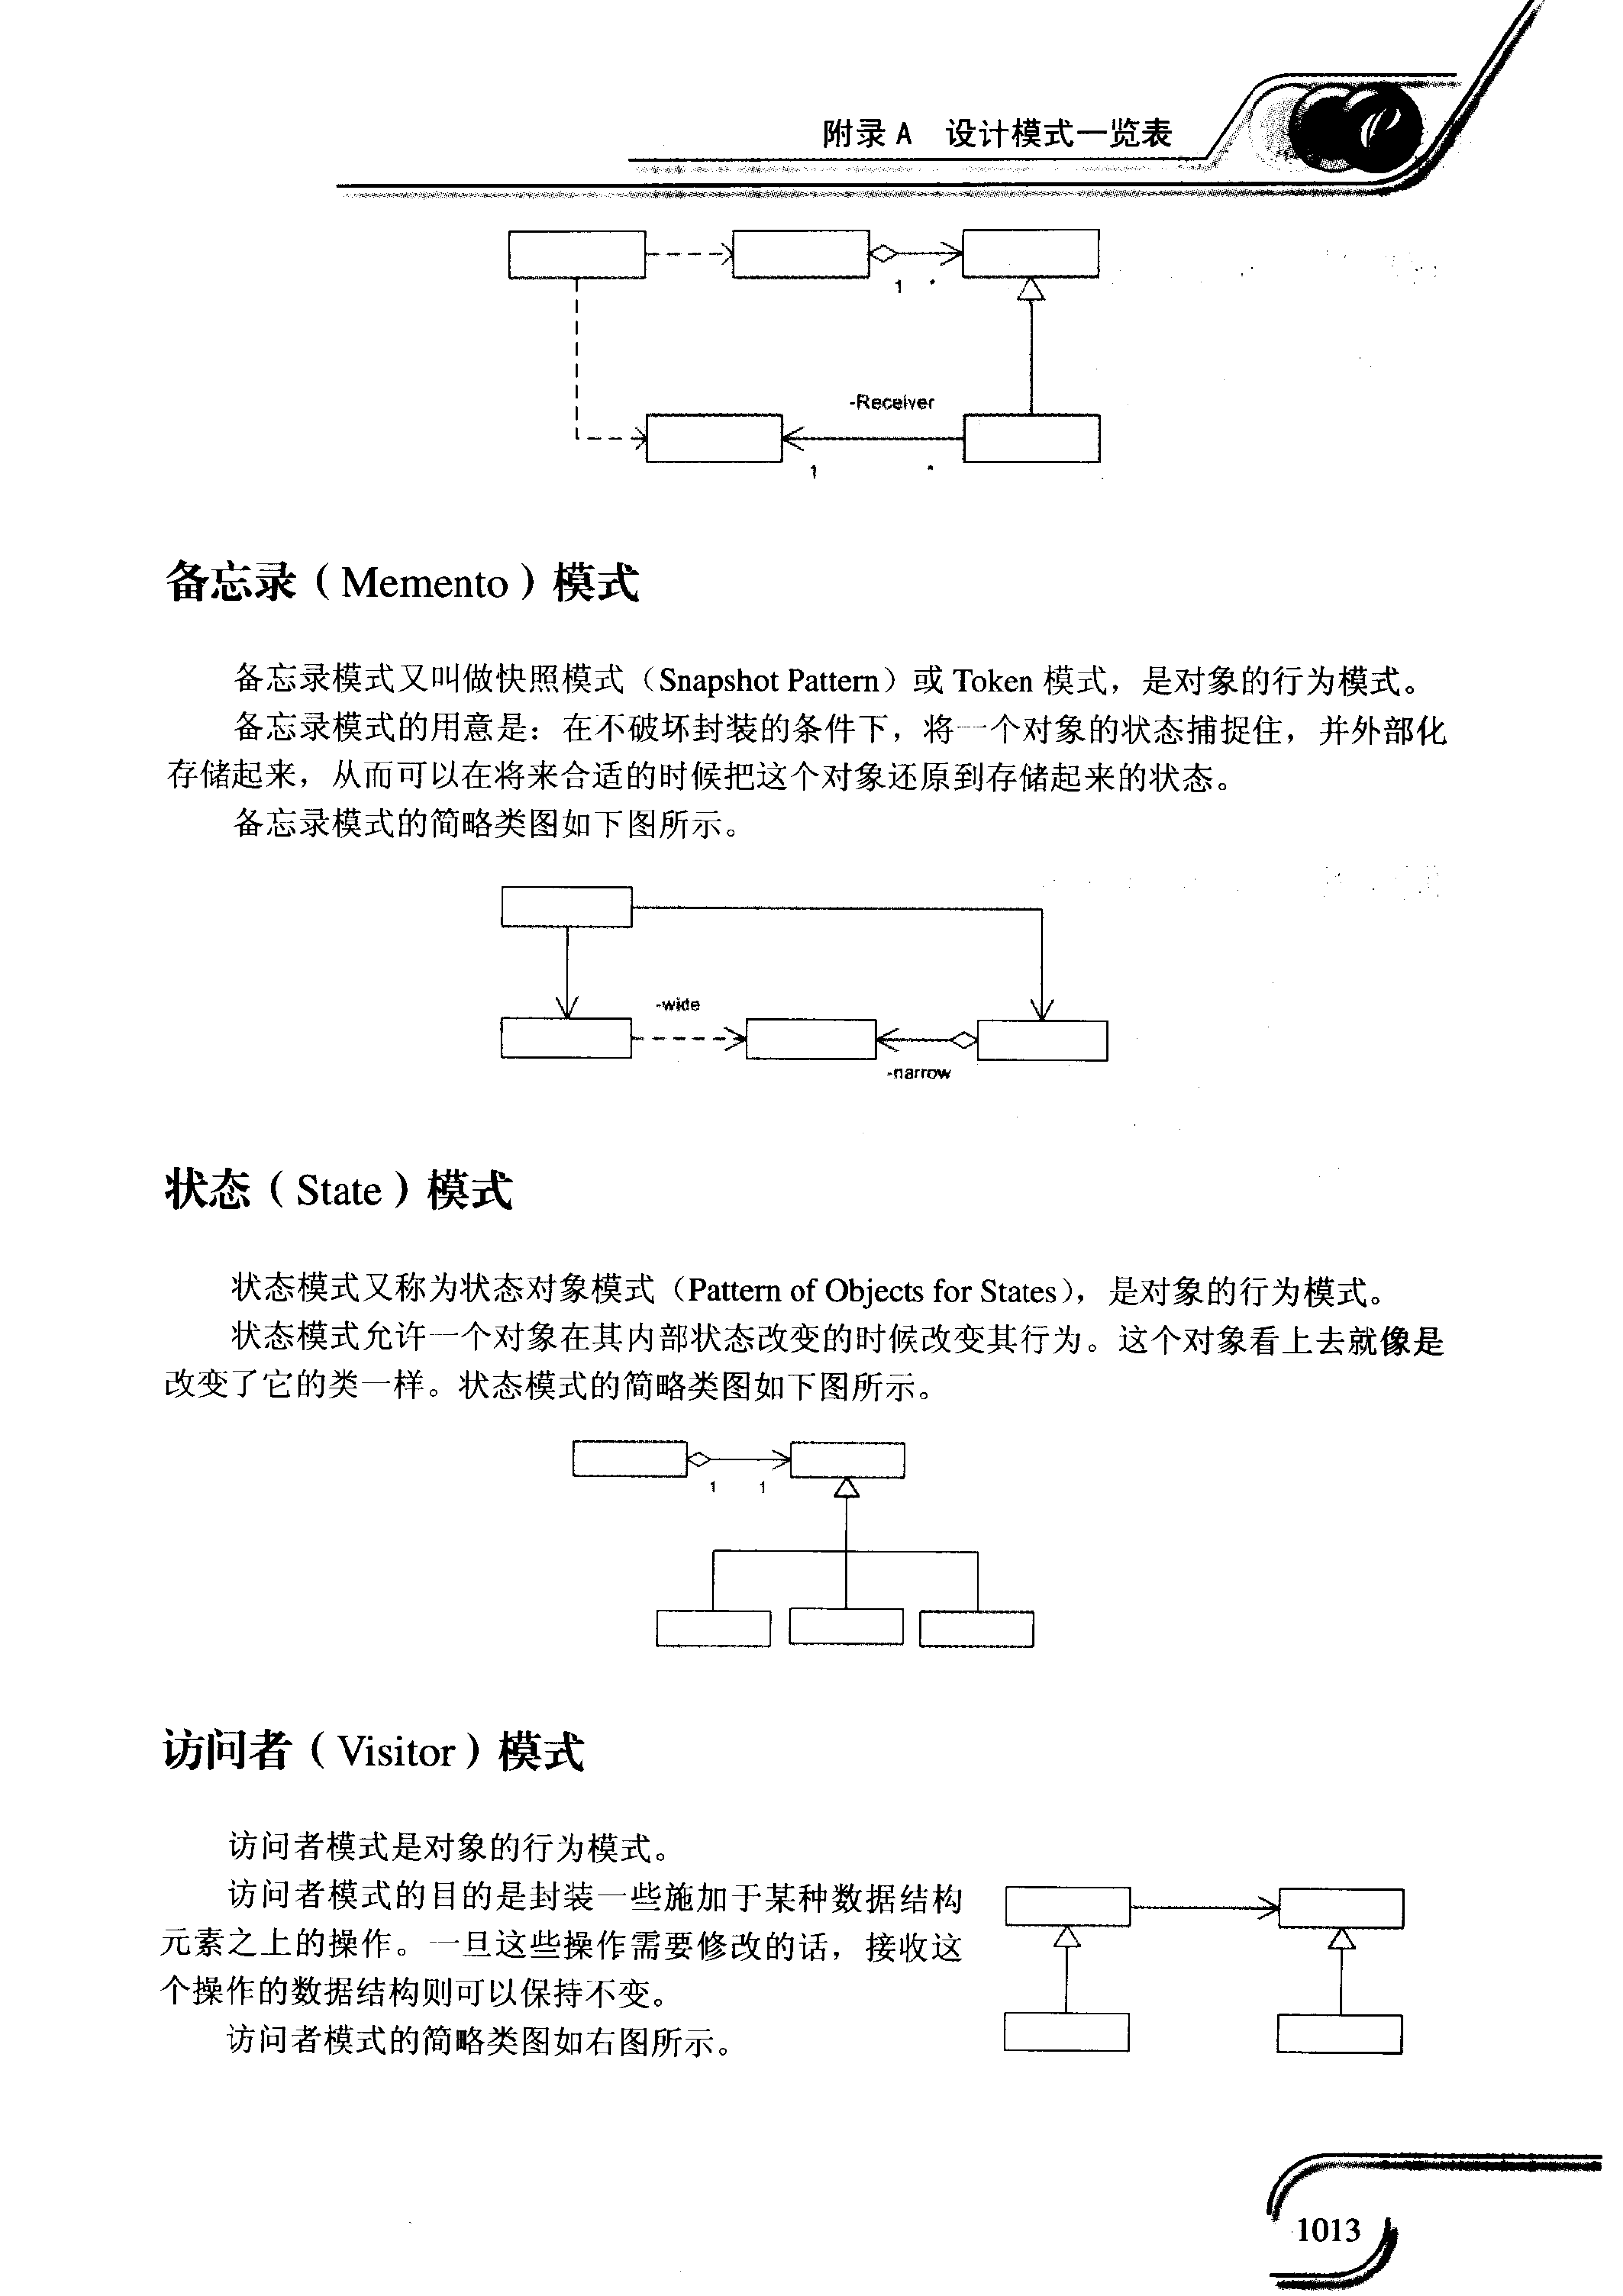 附录 A 设计模式一览表
1 *
-Receiver
1 *
备忘录（Memento）模式
备忘录模式又叫做快照模式（Snapshot Pattern）或 Token 模式，是对象的行为模式。
备忘录模式的用意是：在不破坏封装的条件下，将一个对象的状态捕捉住，并外部化
存储起来，从而可以在将来合适的时候把这个对象还原到存储起来的状态。
备忘录模式的简略类图如下图所示。
-wide
-narrow
状态（State）模式
状态模式又称为状态对象模式（Pattern of Objects for States），是对象的行为模式。
状态模式允许一个对象在其内部状态改变的时候改变其行为。这个对象看上去就像是
改变了它的类一样。状态模式的简略类图如下图所示。
1 1
访问者（Visitor）模式
访问者模式是对象的行为模式。
访问者模式的目的是封装一些施加于某种数据结构
元素之上的操作。一旦这些操作需要修改的话，接收这
个操作的数据结构则可以保持不变。
访问者模式的简略类图如右图所示。
1013